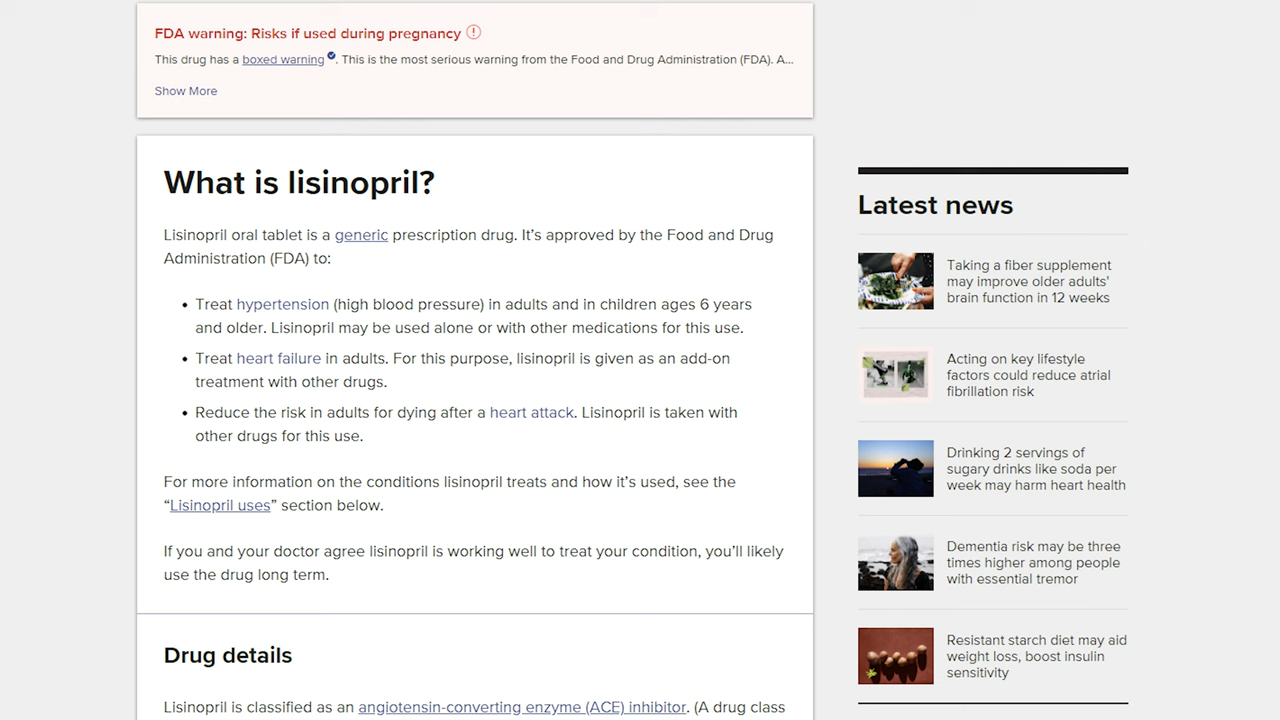 FDA warning: Risks if used during pregnancy
This drug has a boxed warning. This is the most serious warning from the Food and Drug Administration (FDA). A...
Show More
What is lisinopril?
Lisinopril oral tablet is a generic prescription drug. It’s approved by the Food and Drug
Administration (FDA) to:
• Treat hypertension (high blood pressure) in adults and in children ages 6 years
and older. Lisinopril may be used alone or with other medications for this use.
• Treat heart failure in adults. For this purpose, lisinopril is given as an add-on
treatment with other drugs.
• Reduce the risk in adults for dying after a heart attack. Lisinopril is taken with
other drugs for this use.
For more information on the conditions lisinopril treats and how it’s used, see the
“Lisinopril uses” section below.
If you and your doctor agree lisinopril is working well to treat your condition, you’ll likely
use the drug long term.
Drug details
Lisinopril is classified as an angiotensin-converting enzyme (ACE) inhibitor. (A drug class
Latest news
Taking a fiber supplement
may improve older adults’
brain function in 12 weeks
Acting on key lifestyle
factors could reduce atrial
fibrillation risk
Drinking 2 servings of
sugary drinks like soda per
week may harm heart health
Dementia risk may be three
times higher among people
with essential tremor
Resistant starch diet may aid
weight loss, boost insulin
sensitivity